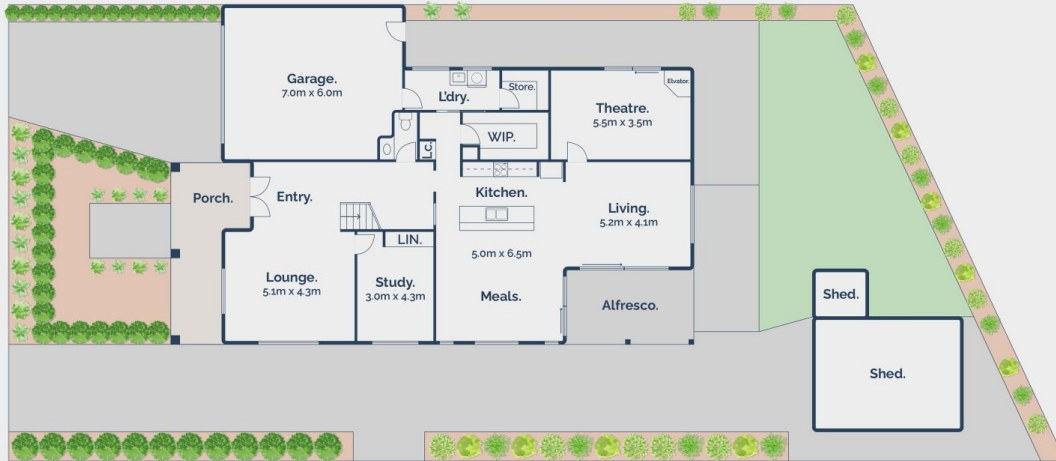 Garage.
7.0m x 6.0m
L'dry.
Store.
Elvator.
Theatre.
5.5m x 3.5m
WIP.
Lc.
Porch.
Entry.
Kitchen.
Living.
5.2m x 4.1m
LIN.
5.0m x 6.5m
Lounge.
5.1m x 4.3m
Study.
3.0m x 4.3m
Meals.
Alfresco.
Shed.
Shed.